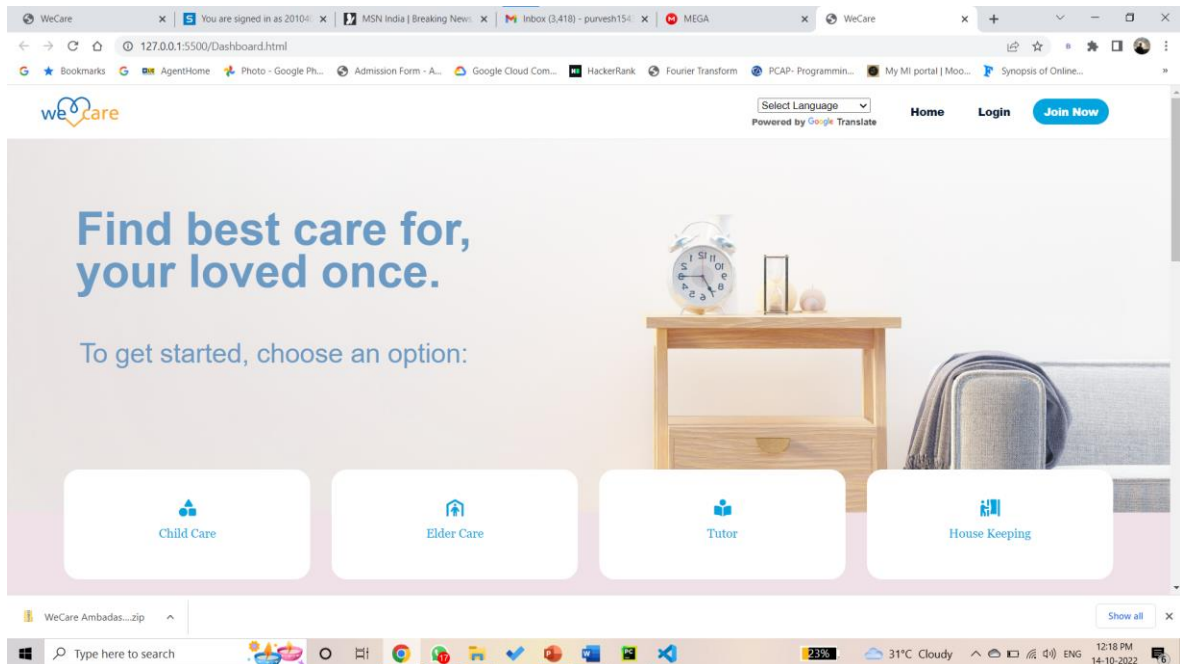 WeCare
You are signed in as 20104
MSN India | Breaking News
Inbox (3,418) - purvesh154
MEGA
WeCare
127.0.0.1:5500/Dashboard.html
Bookmarks
AgentHome
Photo - Google Ph...
Admission Form - A...
Google Cloud Com...
HackerRank
Fourier Transform
PCAP- Programmin...
My MI portal | Moo...
Synopsis of Online...
we care
Select Language
Powered by Google Translate
Home
Login
Join Now
Find best care for,
your loved once.
To get started, choose an option:
Child Care
Elder Care
Tutor
House Keeping
WeCare Ambadas....zip
Show all
Type here to search
23%
31°C Cloudy
ENG
12:18 PM
14-10-2022